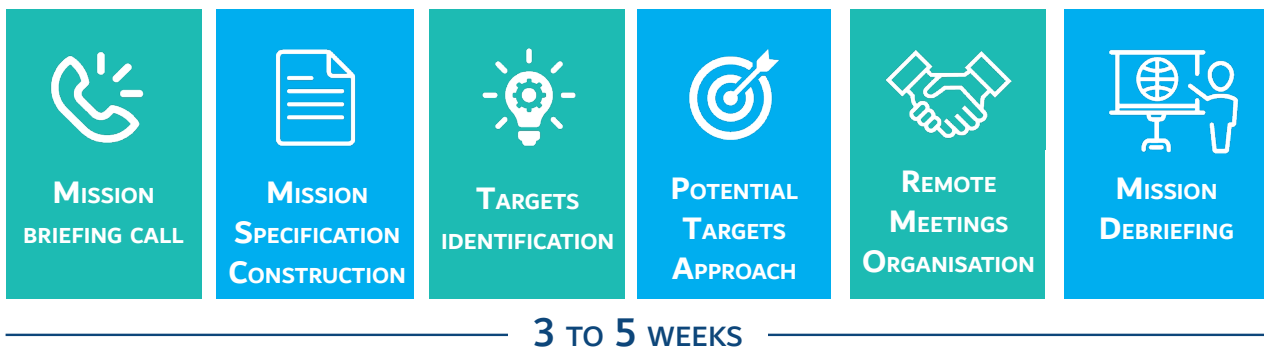 Mission
briefing call
Mission
Specification
Construction
Targets
identification
Potential
Targets
Approach
Remote
Meetings
Organisation
Mission
Debriefing
3 to 5 weeks